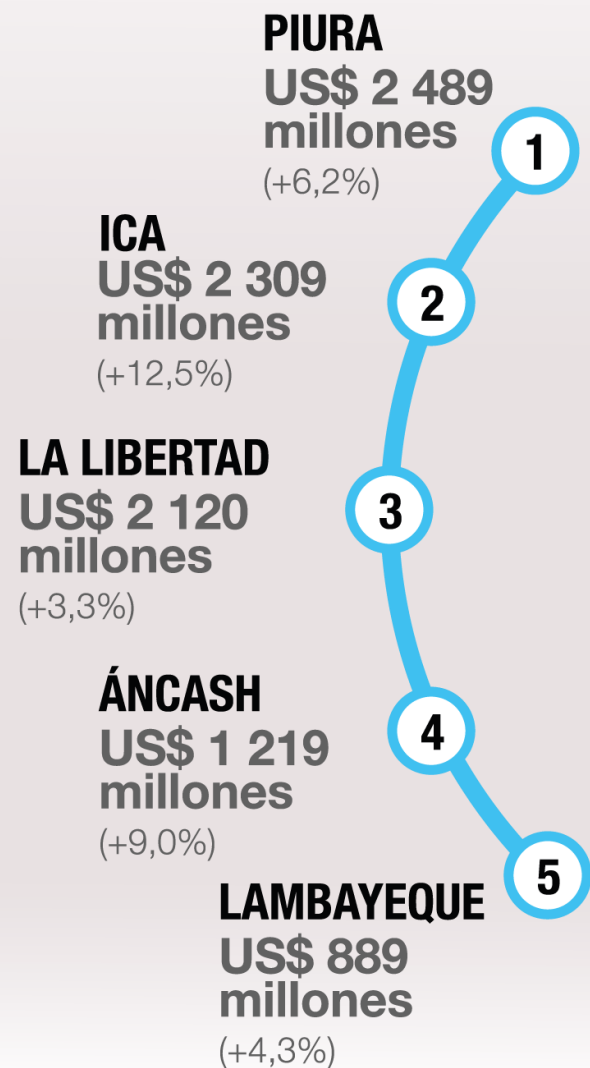 PIURA
US$ 2 489
millones
(+6,2%)
1
ICA
US$ 2 309
millones
(+12,5%)
2
LA LIBERTAD
US$ 2 120
millones
(+3,3%)
3
ÁNCASH
US$ 1 219
millones
(+9,0%)
4
LAMBAYEQUE
US$ 889
millones
(+4,3%)
5